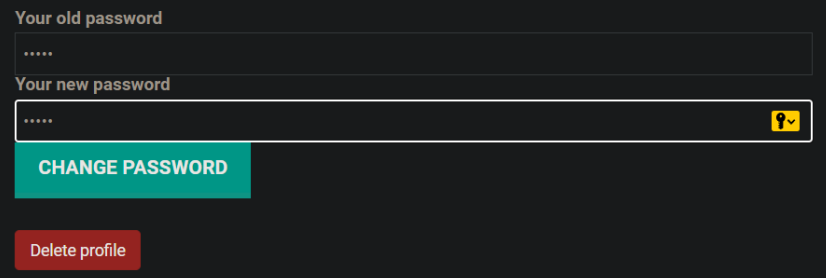 Your old password
•••••
Your new password
•••••
CHANGE PASSWORD
Delete profile